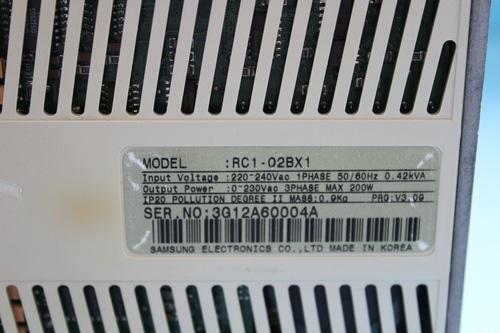 MODEL :RC1-02BX1
Input Voltage :220~240Vac 1PHASE 50/60Hz 0.42kVA
Output Power :0~230Vac 3PHASE MAX 200W
IP20 POLLUTION DEGREE II MASS:0.9Kg PRG:V3.09
SER.NO:3G12A60004A
SAMSUNG ELECTRONICS CO.,LTD MADE IN KOREA